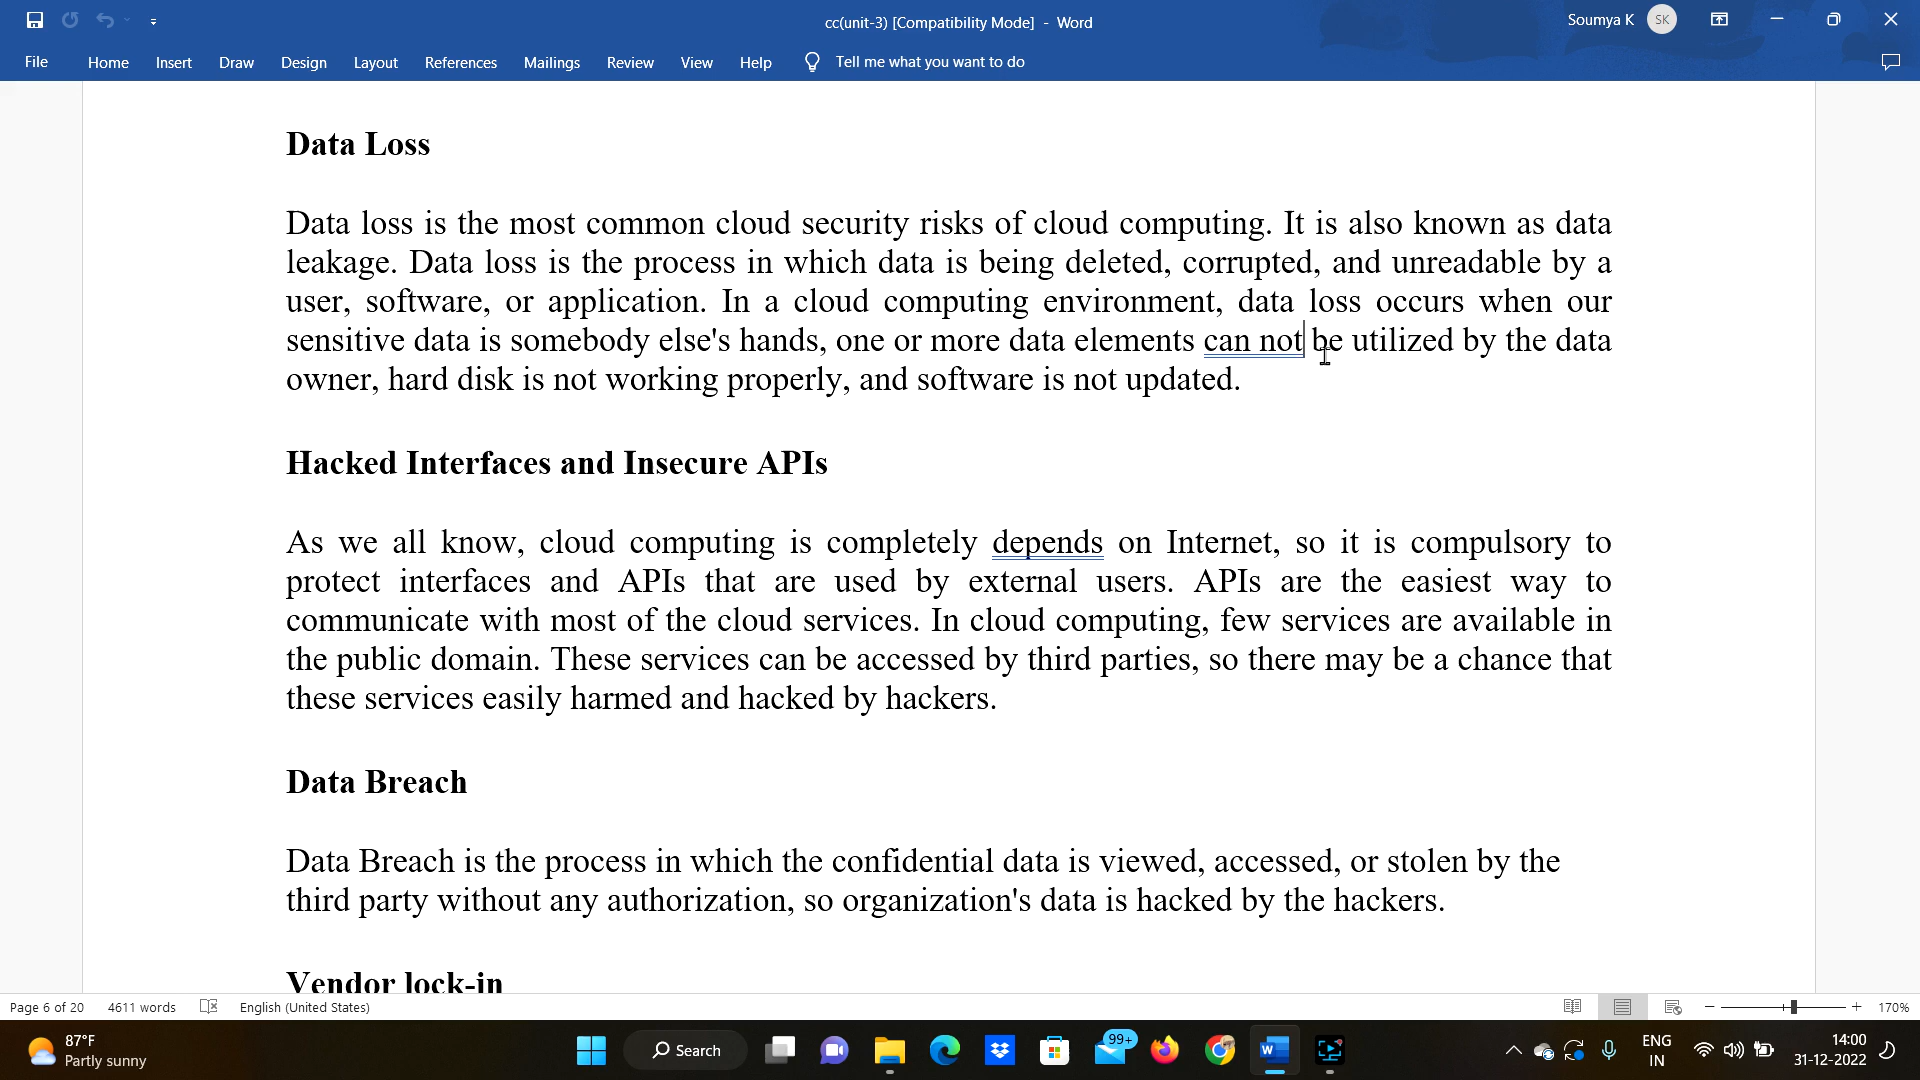 cc(unit-3) [Compatibility Mode] - Word
Soumya K
SK
File Home Insert Draw Design Layout References Mailings Review View Help Tell me what you want to do
Data Loss
Data loss is the most common cloud security risks of cloud computing. It is also known as data
leakage. Data loss is the process in which data is being deleted, corrupted, and unreadable by a
user, software, or application. In a cloud computing environment, data loss occurs when our
sensitive data is somebody else's hands, one or more data elements can not be utilized by the data
owner, hard disk is not working properly, and software is not updated.
Hacked Interfaces and Insecure APIs
As we all know, cloud computing is completely depends on Internet, so it is compulsory to
protect interfaces and APIs that are used by external users. APIs are the easiest way to
communicate with most of the cloud services. In cloud computing, few services are available in
the public domain. These services can be accessed by third parties, so there may be a chance that
these services easily harmed and hacked by hackers.
Data Breach
Data Breach is the process in which the confidential data is viewed, accessed, or stolen by the
third party without any authorization, so organization's data is hacked by the hackers.
Vendor lock-in
Page 6 of 20 4611 words English (United States) 170%
87°F
Partly sunny
Search
99+
W
ENG
IN
14:00
31-12-2022